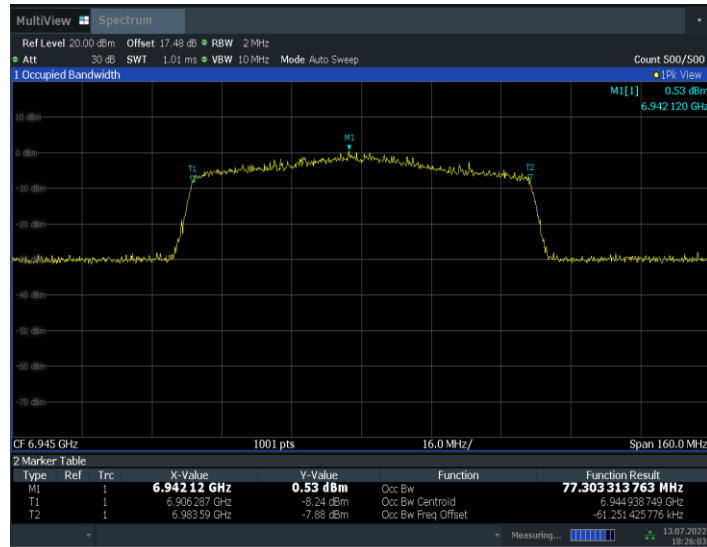 MultiView Spectrum
Ref Level 20.00 dBm Offset 17.48 dB RBW 2 MHz
Att 30 dB SWT 1.01 ms VBW 10 MHz Mode Auto Sweep Count 500/500
1 Occupied Bandwidth 1Pk View
M1[1] 0.53 dBm
6.942 120 GHz
10 dBm
M1
0 dBm
T1 T2
-10 dBm
-20 dBm
-40 dBm
-50 dBm
-60 dBm
-70 dBm
CF 6.945 GHz 1001 pts 16.0 MHz/ Span 160.0 MHz
2 Marker Table
Type Ref Trc X-Value Y-Value Function Function Result
M1 1 6.94212 GHz 0.53 dBm Occ Bw 77.303 313 763 MHz
T1 1 6.906287 GHz -8.24 dBm Occ Bw Centroid 6.944 938 749 GHz
T2 1 6.98359 GHz -7.88 dBm Occ Bw Freq Offset -61.251 425 776 kHz
Measuring... 13.07.2022
18:26:03